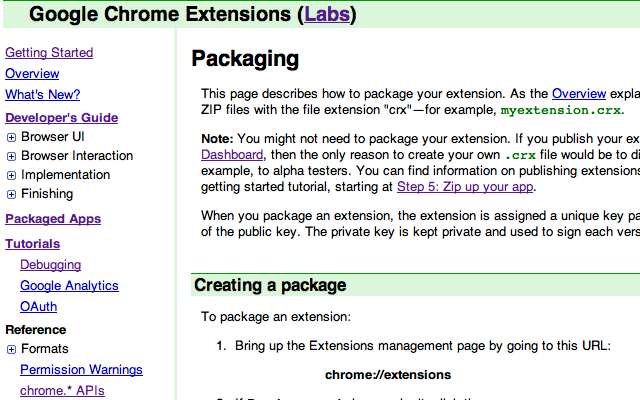 Google Chrome Extensions (Labs)
Getting Started
Overview
What's New?
Developer's Guide
Browser UI
Browser Interaction
Implementation
Finishing
Packaged Apps
Tutorials
Debugging
Google Analytics
OAuth
Reference
Formats
Permission Warnings
chrome.* APIs
Packaging
This page describes how to package your extension. As the Overview expla
ZIP files with the file extension "crx"—for example, myextension.crx.
Note: You might not need to package your extension. If you publish your ex
Dashboard, then the only reason to create your own .crx file would be to di
example, to alpha testers. You can find information on publishing extensions
getting started tutorial, starting at Step 5: Zip up your app.
When you package an extension, the extension is assigned a unique key pa
of the public key. The private key is kept private and used to sign each vers
Creating a package
To package an extension:
1. Bring up the Extensions management page by going to this URL:
chrome://extensions